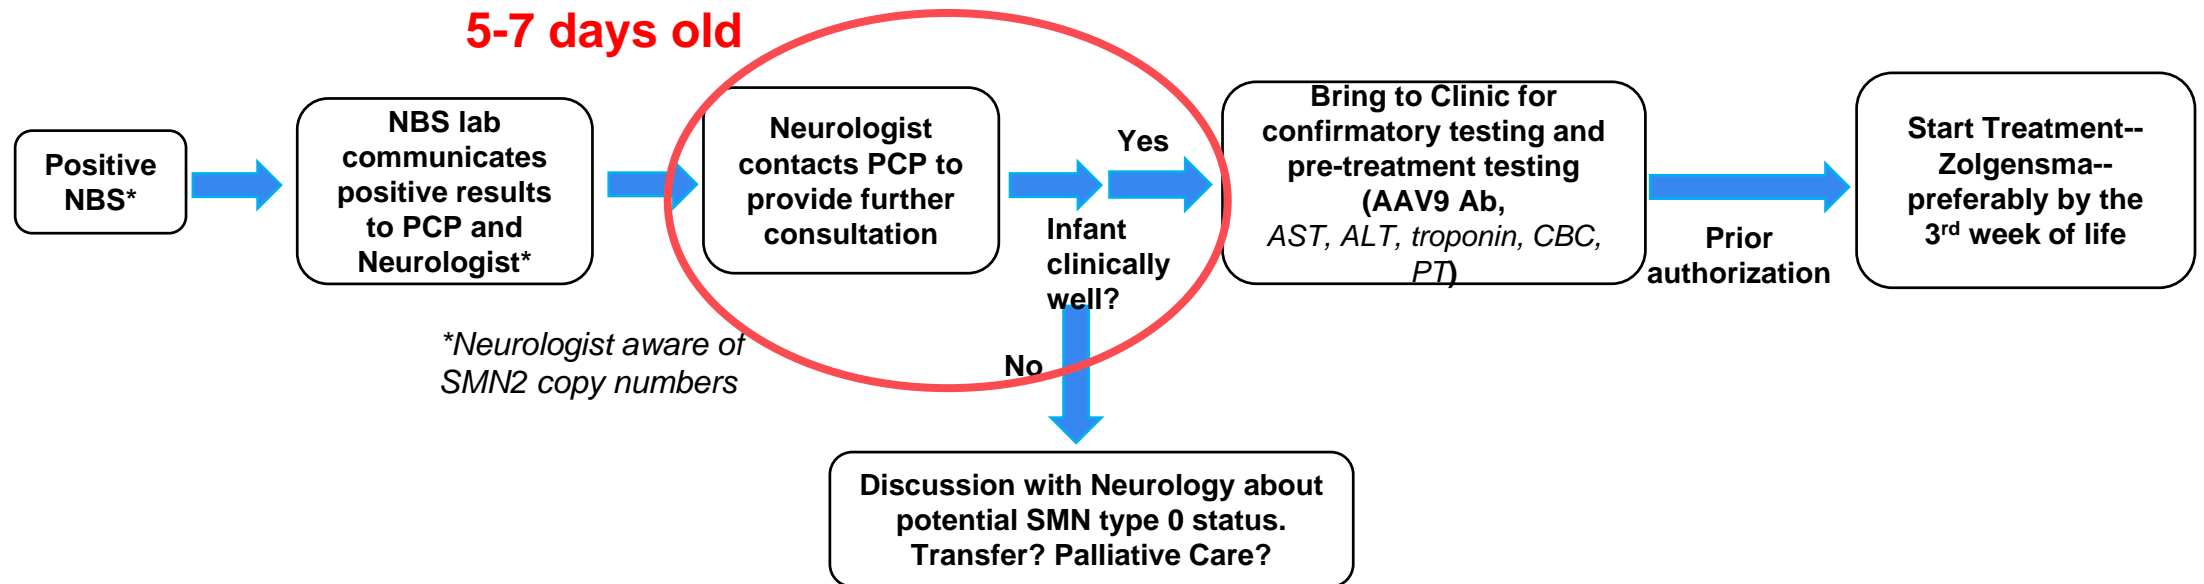 5-7 days old
Positive
NBS*
NBS lab
communicates
positive results
to PCP and
Neurologist*
*Neurologist aware of
SMN2 copy numbers
Neurologist
contacts PCP to
provide further
consultation
Infant
clinically
well?
Yes
No
Bring to Clinic for
confirmatory testing and
pre-treatment testing
(AAV9 Ab,
AST, ALT, troponin, CBC,
PT)
Prior
authorization
Start Treatment--
Zolgensma--
preferably by the
3rd week of life
Discussion with Neurology about
potential SMN type 0 status.
Transfer? Palliative Care?